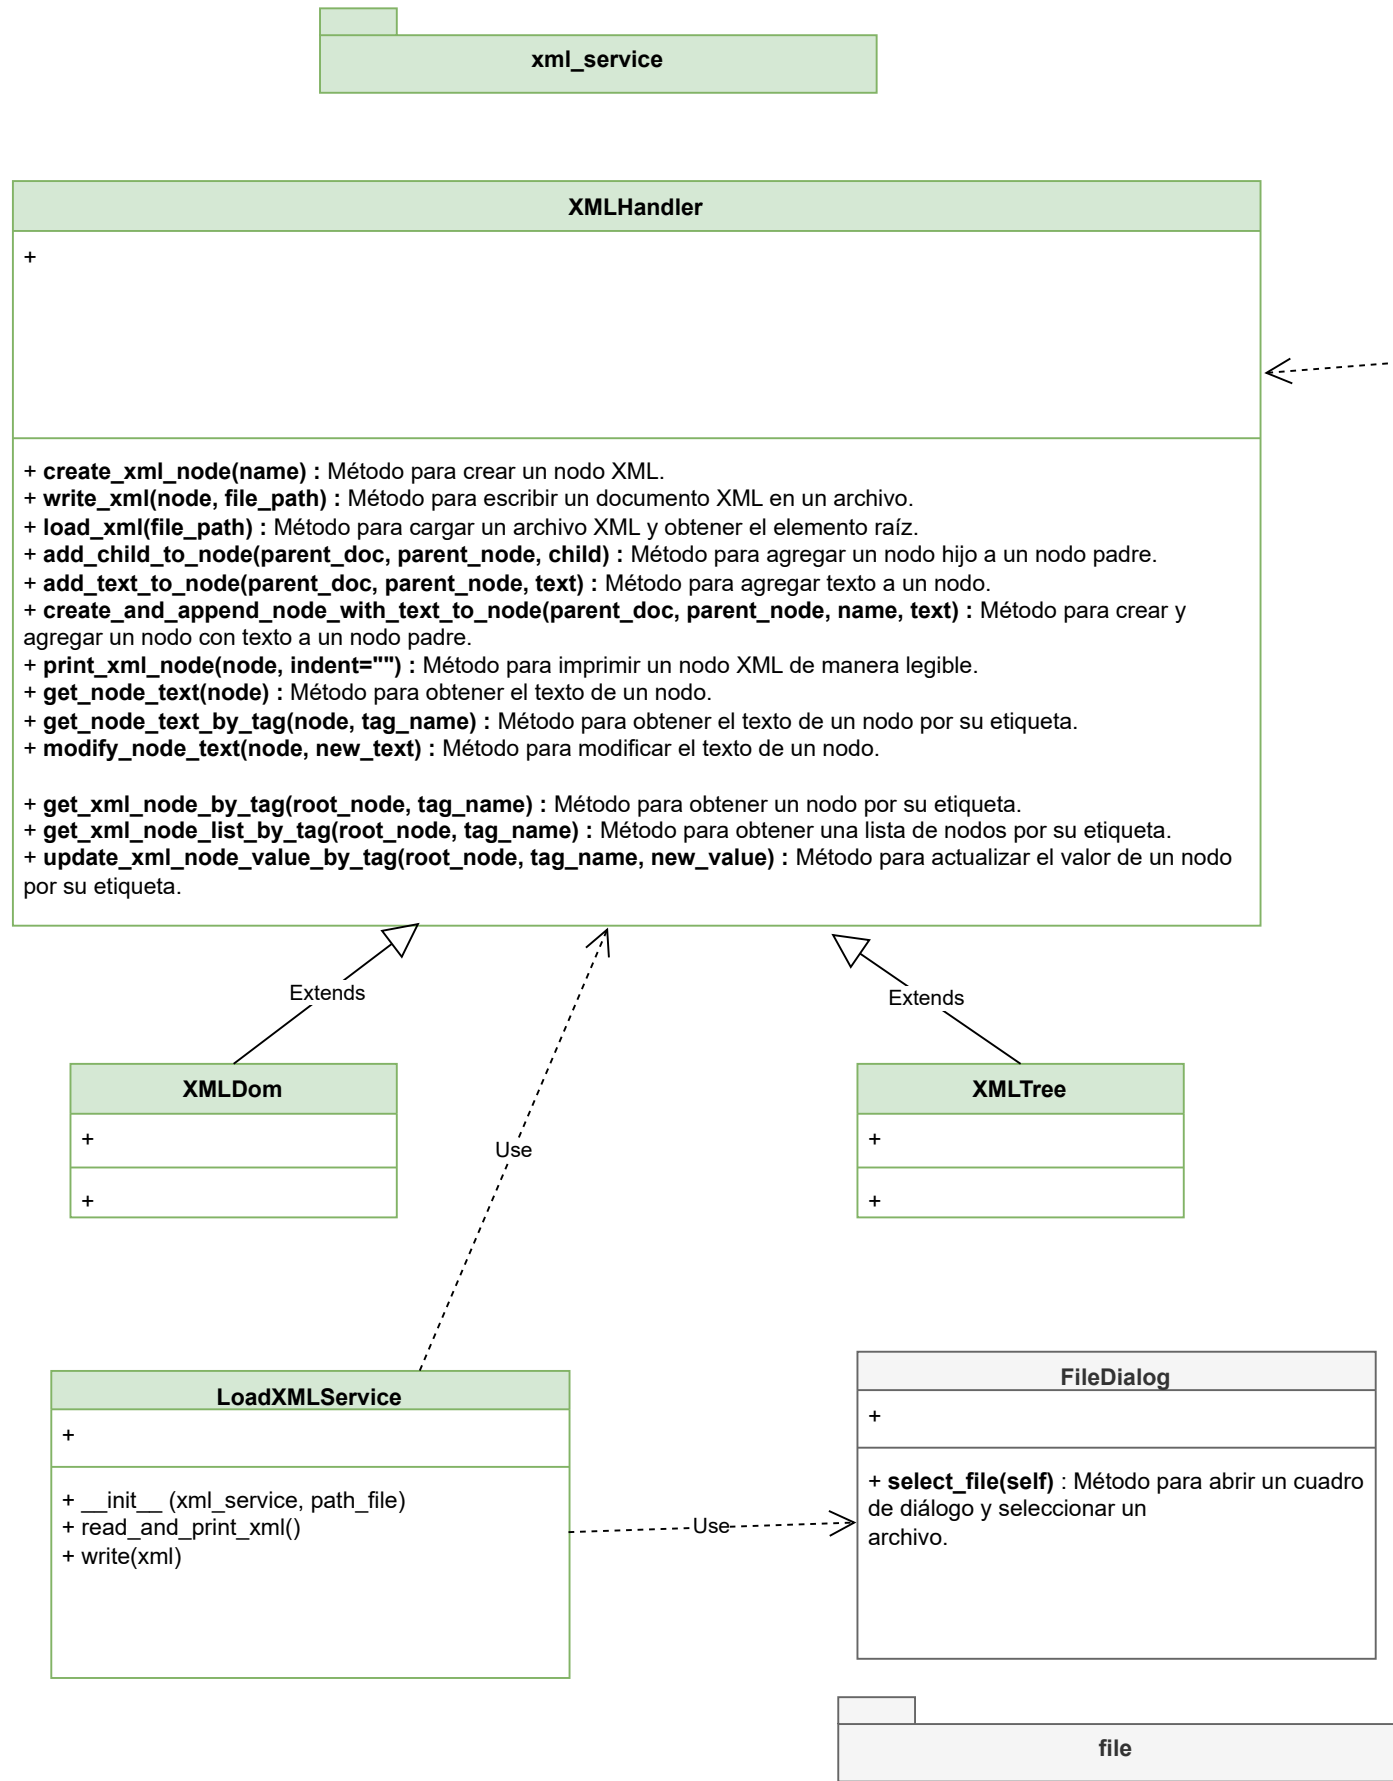 xml_service
XMLHandler
+
+ create_xml_node(name) : Método para crear un nodo XML.
+ write_xml(node, file_path) : Método para escribir un documento XML en un archivo.
+ load_xml(file_path) : Método para cargar un archivo XML y obtener el elemento raíz.
+ add_child_to_node(parent_doc, parent_node, child) : Método para agregar un nodo hijo a un nodo padre.
+ add_text_to_node(parent_doc, parent_node, text) : Método para agregar texto a un nodo.
+ create_and_append_node_with_text_to_node(parent_doc, parent_node, name, text) : Método para crear y
agregar un nodo con texto a un nodo padre.
+ print_xml_node(node, indent="") : Método para imprimir un nodo XML de manera legible.
+ get_node_text(node) : Método para obtener el texto de un nodo.
+ get_node_text_by_tag(node, tag_name) : Método para obtener el texto de un nodo por su etiqueta.
+ modify_node_text(node, new_text) : Método para modificar el texto de un nodo.
+ get_xml_node_by_tag(root_node, tag_name) : Método para obtener un nodo por su etiqueta.
+ get_xml_node_list_by_tag(root_node, tag_name) : Método para obtener una lista de nodos por su etiqueta.
+ update_xml_node_value_by_tag(root_node, tag_name, new_value) : Método para actualizar el valor de un nodo
por su etiqueta.
Extends
Extends
XMLDom
+
+
Use
XMLTree
+
+
LoadXMLService
+
+ __init__ (xml_service, path_file)
+ read_and_print_xml()
+ write(xml)
Use
FileDialog
+
+ select_file(self) : Método para abrir un cuadro
de diálogo y seleccionar un
archivo.
file